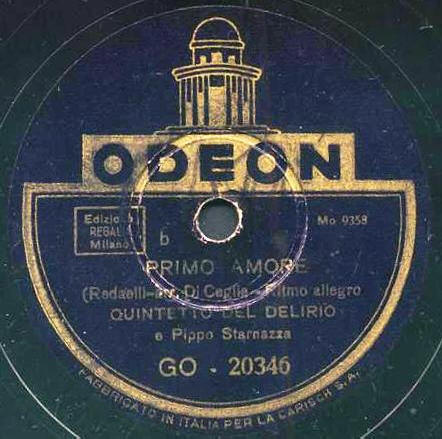 ODEON
Edizioni
REGALIA
Milano
Mo 9358
b
PRIMO AMORE
(Redaelli-arr. Di Ceglie - Ritmo allegro
QUINTETTO DEL DELIRIO
e Pippo Starnazza
GO - 20346
FABBRICATO IN ITALIA PER LA CARISCH S.A.